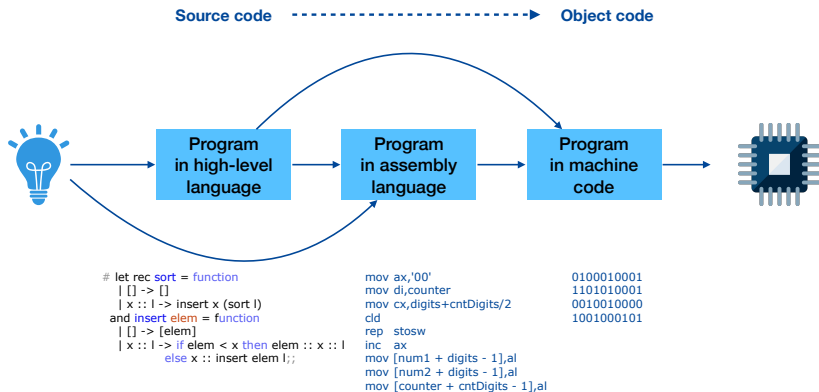 Source code
Object code
Program
in high-level
language
Program
in assembly
language
Program
in machine
code
# let rec sort = function
| [] -> []
| x :: l -> insert x (sort l)
and insert elem = function
| [] -> [elem]
| x :: l -> if elem < x then elem :: x :: l
else x :: insert elem l;;
mov ax,'00'
mov di,counter
mov cx,digits+cntDigits/2
cld
rep stosw
inc ax
mov [num1 + digits - 1],al
mov [num2 + digits - 1],al
mov [counter + cntDigits - 1],al
0100010001
1101010001
0010010000
1001000101